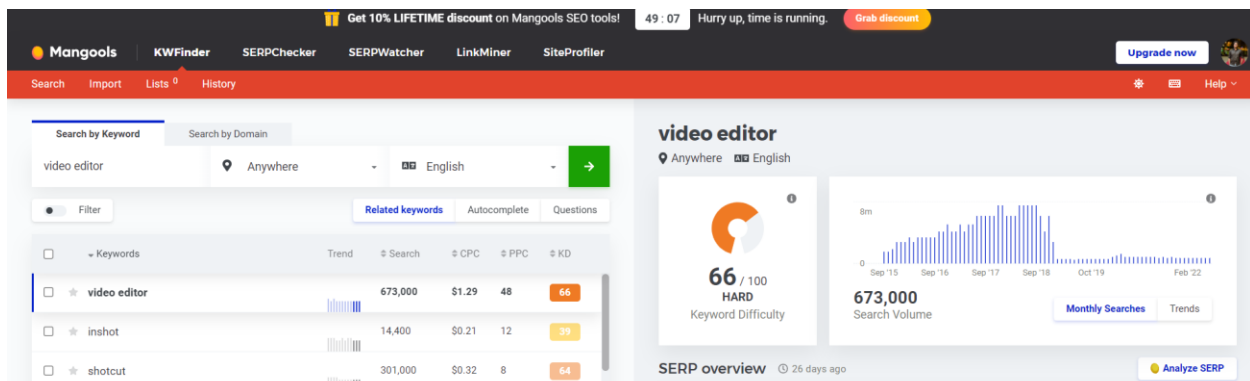 Get 10% LIFETIME discount on Mangools SEO tools! 49 : 07 Hurry up, time is running. Grab discount
Mangools KWFinder SERPChecker SERPWatcher LinkMiner SiteProfiler Upgrade now
Search Import Lists 0 History Help
Search by Keyword Search by Domain
video editor Anywhere English
Filter Related keywords Autocomplete Questions
Keywords Trend Search CPC PPC KD
video editor 673,000 $1.29 48 66
inshot 14,400 $0.21 12 39
shotcut 301,000 $0.32 8 64
video editor
Anywhere English
66 / 100
HARD
Keyword Difficulty
8m
0
Sep '15 Sep '16 Sep '17 Sep '18 Oct '19 Feb '22
673,000
Search Volume
Monthly Searches Trends
SERP overview 26 days ago Analyze SERP